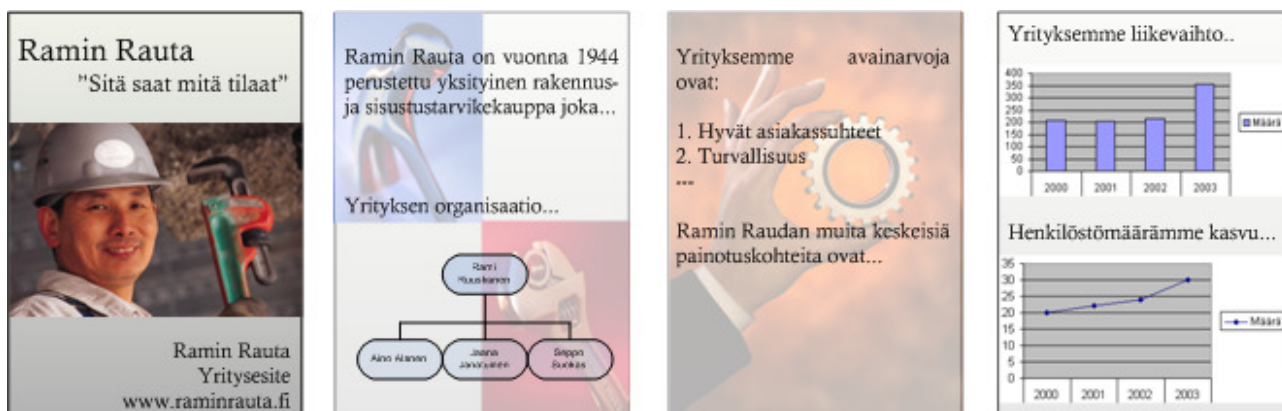 Ramin Rauta
"Sitä saat mitä tilaat"
Ramin Rauta
Yritysesite
www.raminrauta.fi
Ramin Rauta on vuonna 1944
perustettu yksityinen rakennus-
ja sisustustarvikekauppa joka...
Yrityksen organisaatio...
Rami
Ruuskanen
Aino Alanen
Jaana
Janatuinen
Seppo
Suokas
Yrityksemme avainarvoja
ovat:
1. Hyvät asiakassuhteet
2. Turvallisuus
---
Ramin Raudan muita keskeisiä
painotuskohteita ovat...
Yrityksemme liikevaihto..
400
350
300
250
200
150
100
50
0
2000 2001 2002 2003
Määrä
Henkilöstömäärämme kasvu...
35
30
25
20
15
10
5
0
2000 2001 2002 2003
Määrä